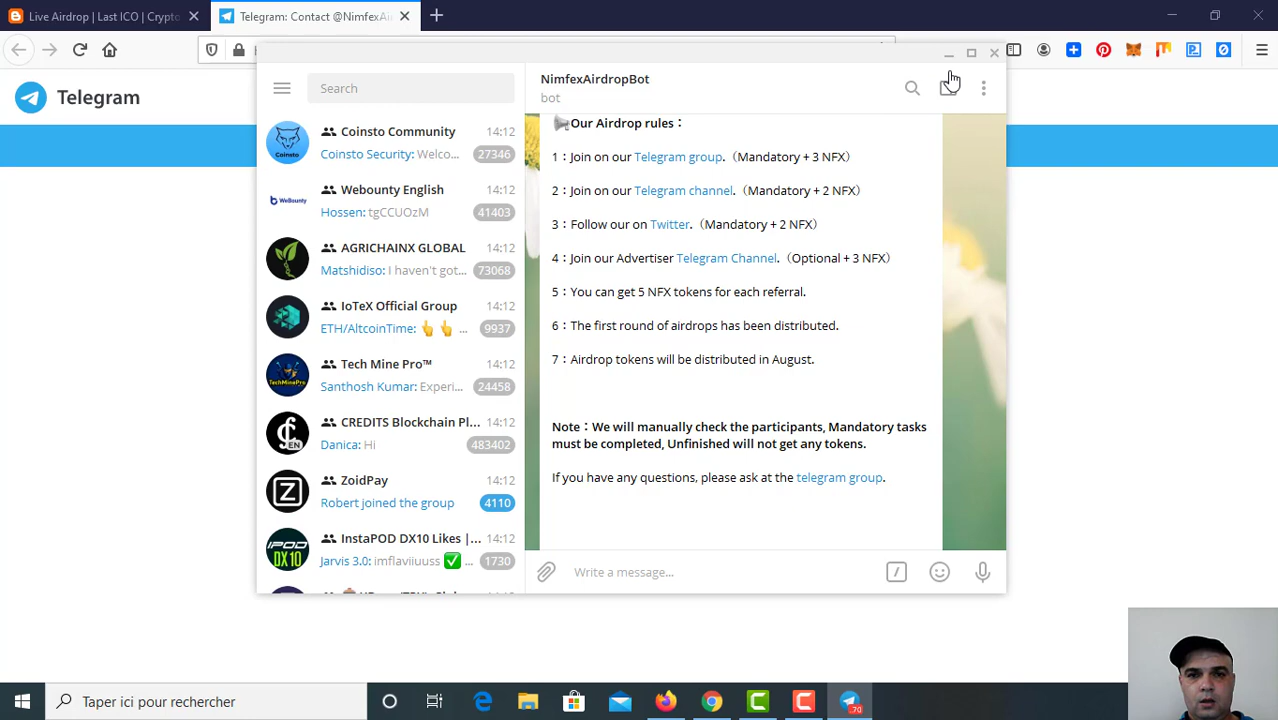 Live Airdrop | Last ICO | Crypto
Telegram: Contact @NimfexAi
Telegram
Search
NimfexAirdropBot
bot
Coinsto Community 14:12
Coinsto Security: Welco... 27346
Webounty English 14:12
Hossen: tgCCUOzM 41403
AGRICHAINX GLOBAL 14:12
Matshidiso: I haven't got... 73068
IoTeX Official Group 14:12
ETH/AltcoinTime: 👆 👆 ... 9937
Tech Mine Pro™ 14:12
Santhosh Kumar: Experi... 24458
CREDITS Blockchain Pl... 14:12
Danica: Hi 483402
ZoidPay 14:12
Robert joined the group 4110
InstaPOD DX10 Likes |... 14:12
Jarvis 3.0: imflaviiuuss ✅ ... 1730
📢Our Airdrop rules：
1：Join on our Telegram group.（Mandatory + 3 NFX）
2：Join on our Telegram channel.（Mandatory + 2 NFX）
3：Follow our on Twitter.（Mandatory + 2 NFX）
4：Join our Advertiser Telegram Channel.（Optional + 3 NFX）
5：You can get 5 NFX tokens for each referral.
6：The first round of airdrops has been distributed.
7：Airdrop tokens will be distributed in August.
Note：We will manually check the participants, Mandatory tasks
must be completed, Unfinished will not get any tokens.
If you have any questions, please ask at the telegram group.
Write a message...
WeBounty
TechMinePro
EN
IPOD
DX10
Taper ici pour rechercher
70